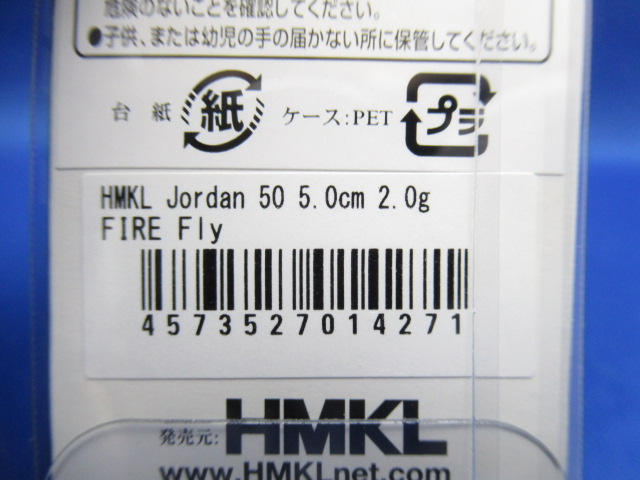 危険のないことを確認してください。
●子供、または幼児の手の届かない所に保管してください。
台 紙 紙 ケース:PET プラ
HMKL Jordan 50 5.0cm 2.0g
FIRE Fly
4573527014271
発売元: HMKL
www.HMKLnet.com